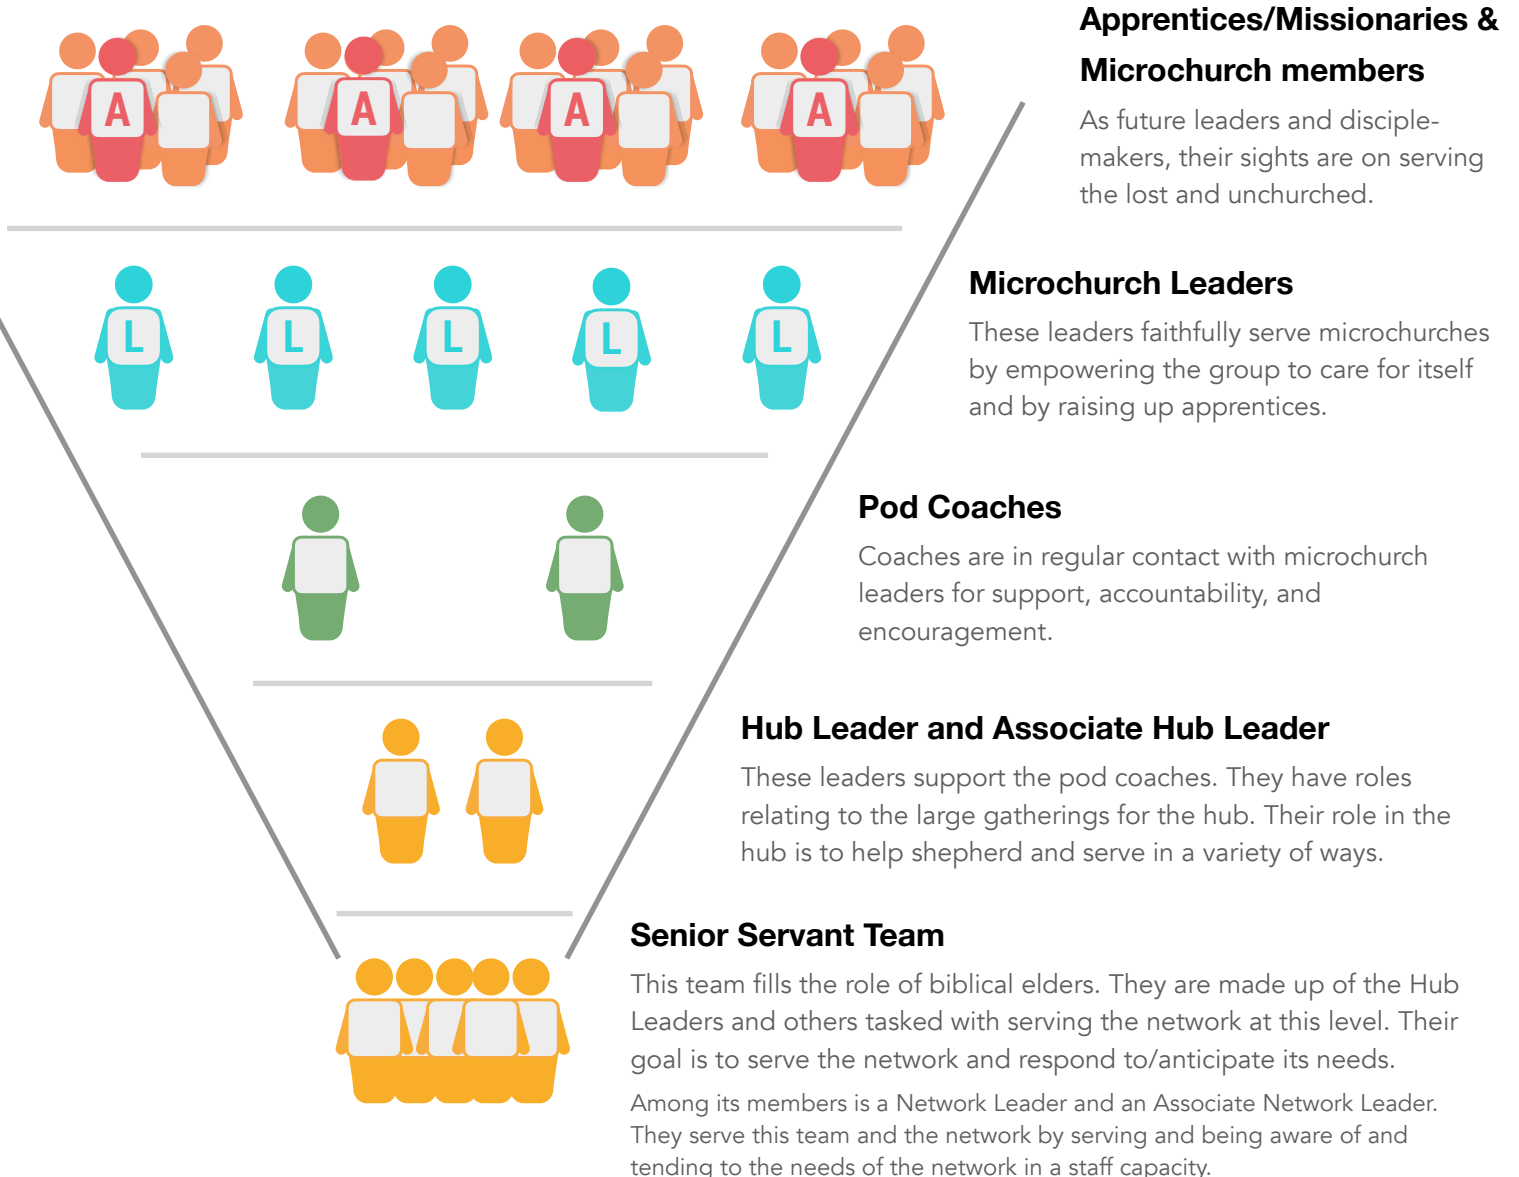 Apprentices/Missionaries &
Microchurch members
As future leaders and disciple-
makers, their sights are on serving
the lost and unchurched.
A A A A
Microchurch Leaders
These leaders faithfully serve microchurches
by empowering the group to care for itself
and by raising up apprentices.
L L L L L
Pod Coaches
Coaches are in regular contact with microchurch
leaders for support, accountability, and
encouragement.
Hub Leader and Associate Hub Leader
These leaders support the pod coaches. They have roles
relating to the large gatherings for the hub. Their role in the
hub is to help shepherd and serve in a variety of ways.
Senior Servant Team
This team fills the role of biblical elders. They are made up of the Hub
Leaders and others tasked with serving the network at this level. Their
goal is to serve the network and respond to/anticipate its needs.
Among its members is a Network Leader and an Associate Network Leader.
They serve this team and the network by serving and being aware of and
tending to the needs of the network in a staff capacity.